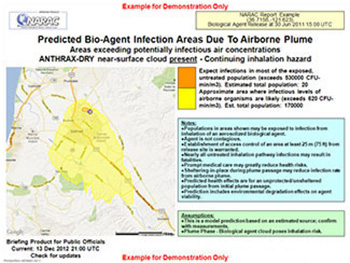 Example for Demonstration Only
NARAC
NARAC Report: Example
(36.7155,-121.623)
Biological Agent Release at 30 Jun 2011 15:00 UTC
Predicted Bio-Agent Infection Areas Due To Airborne Plume
Areas exceeding potentially infectious air concentrations
ANTHRAX-DRY near-surface cloud present - Continuing inhalation hazard
Expect infections in most of the exposed,
untreated population (exceeds 530000 CFU-
min/m3). Estimated total population: 20
Approximate area where infectious levels of
airborne organisms are likely (exceeds 620 CFU-
min/m3). Est. total population: 170000
Notes:
•Populations in areas shown may be exposed to infection from
inhalation of an aerosolized biological agent.
•Agent is not contagious.
•Establishment of access control of an area at least 25 m (75 ft) from
release site is warranted.
•Nearly all untreated inhalation pathway infections may result in
fatalities.
•Prompt medical care may greatly reduce health risks.
•Sheltering-in-place during plume passage may reduce infection rate
from airborne plume.
•Predicted health effects are for an unprotected/unsheltered
population from initial plume passage.
•Projection includes environmental degradation effects on agent
viability.
Assumptions:
•This is a model prediction based on an estimated source; confirm
with measurements.
•Plume Phase - Biological agent cloud poses inhalation risk.
Briefing Product for Public Officials
Current: 13 Dec 2012 21:00 UTC
Check for updates
Example for Demonstration Only